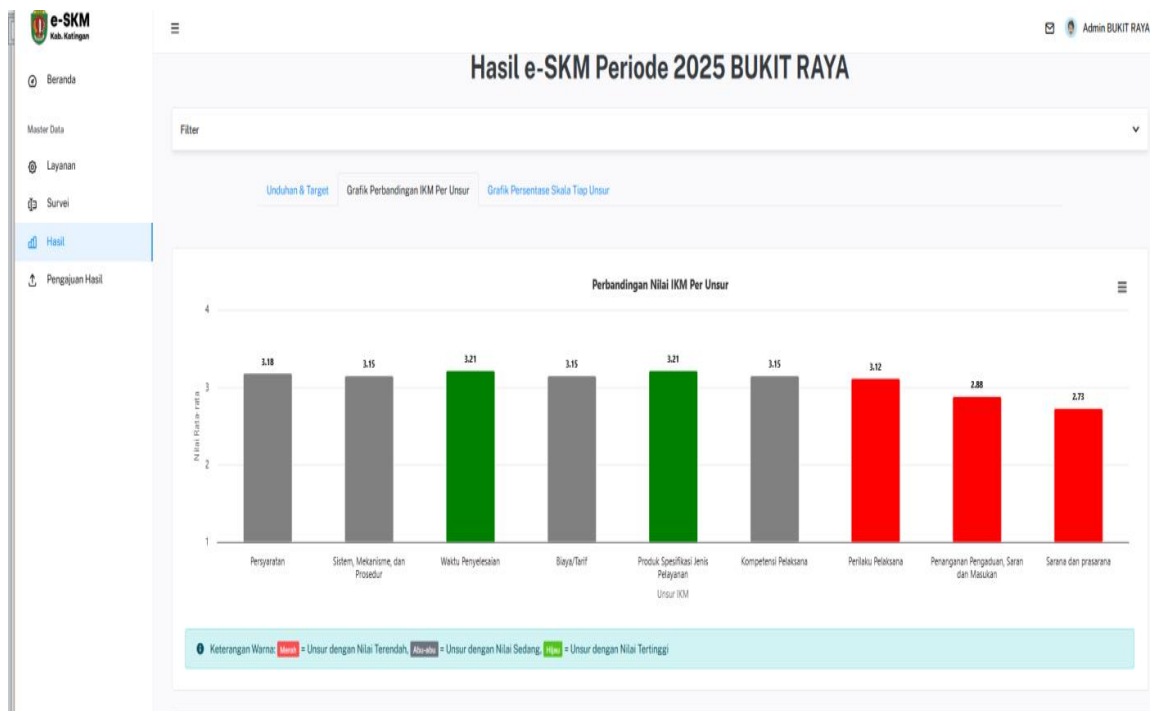 e-SKM
Kab. Katingan
Admin BUKIT RAYA
Beranda
Master Data
Layanan
Survei
Hasil
Pengajuan Hasil
Hasil e-SKM Periode 2025 BUKIT RAYA
Filter
Unduhan & Target
Grafik Perbandingan IKM Per Unsur
Grafik Persentase Skala Tiap Unsur
Perbandingan Nilai IKM Per Unsur
4
3
2
1
Nilai Rata-rata
3.18
3.15
3.21
3.15
3.21
3.15
3.12
2.88
2.73
Persyaratan
Sistem, Mekanisme, dan
Prosedur
Waktu Penyelesaian
Biaya/Tarif
Produk Spesifikasi Jenis
Pelayanan
Kompetensi Pelaksana
Perilaku Pelaksana
Penanganan Pengaduan, Saran
dan Masukan
Sarana dan prasarana
Unsur IKM
Keterangan Warna: Merah = Unsur dengan Nilai Terendah, Abu-abu = Unsur dengan Nilai Sedang, Hijau = Unsur dengan Nilai Tertinggi